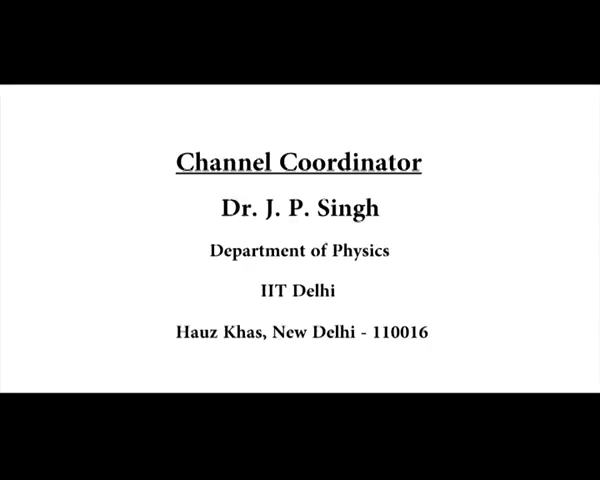 Channel Coordinator
Dr. J. P. Singh
Department of Physics
IIT Delhi
Hauz Khas, New Delhi - 110016